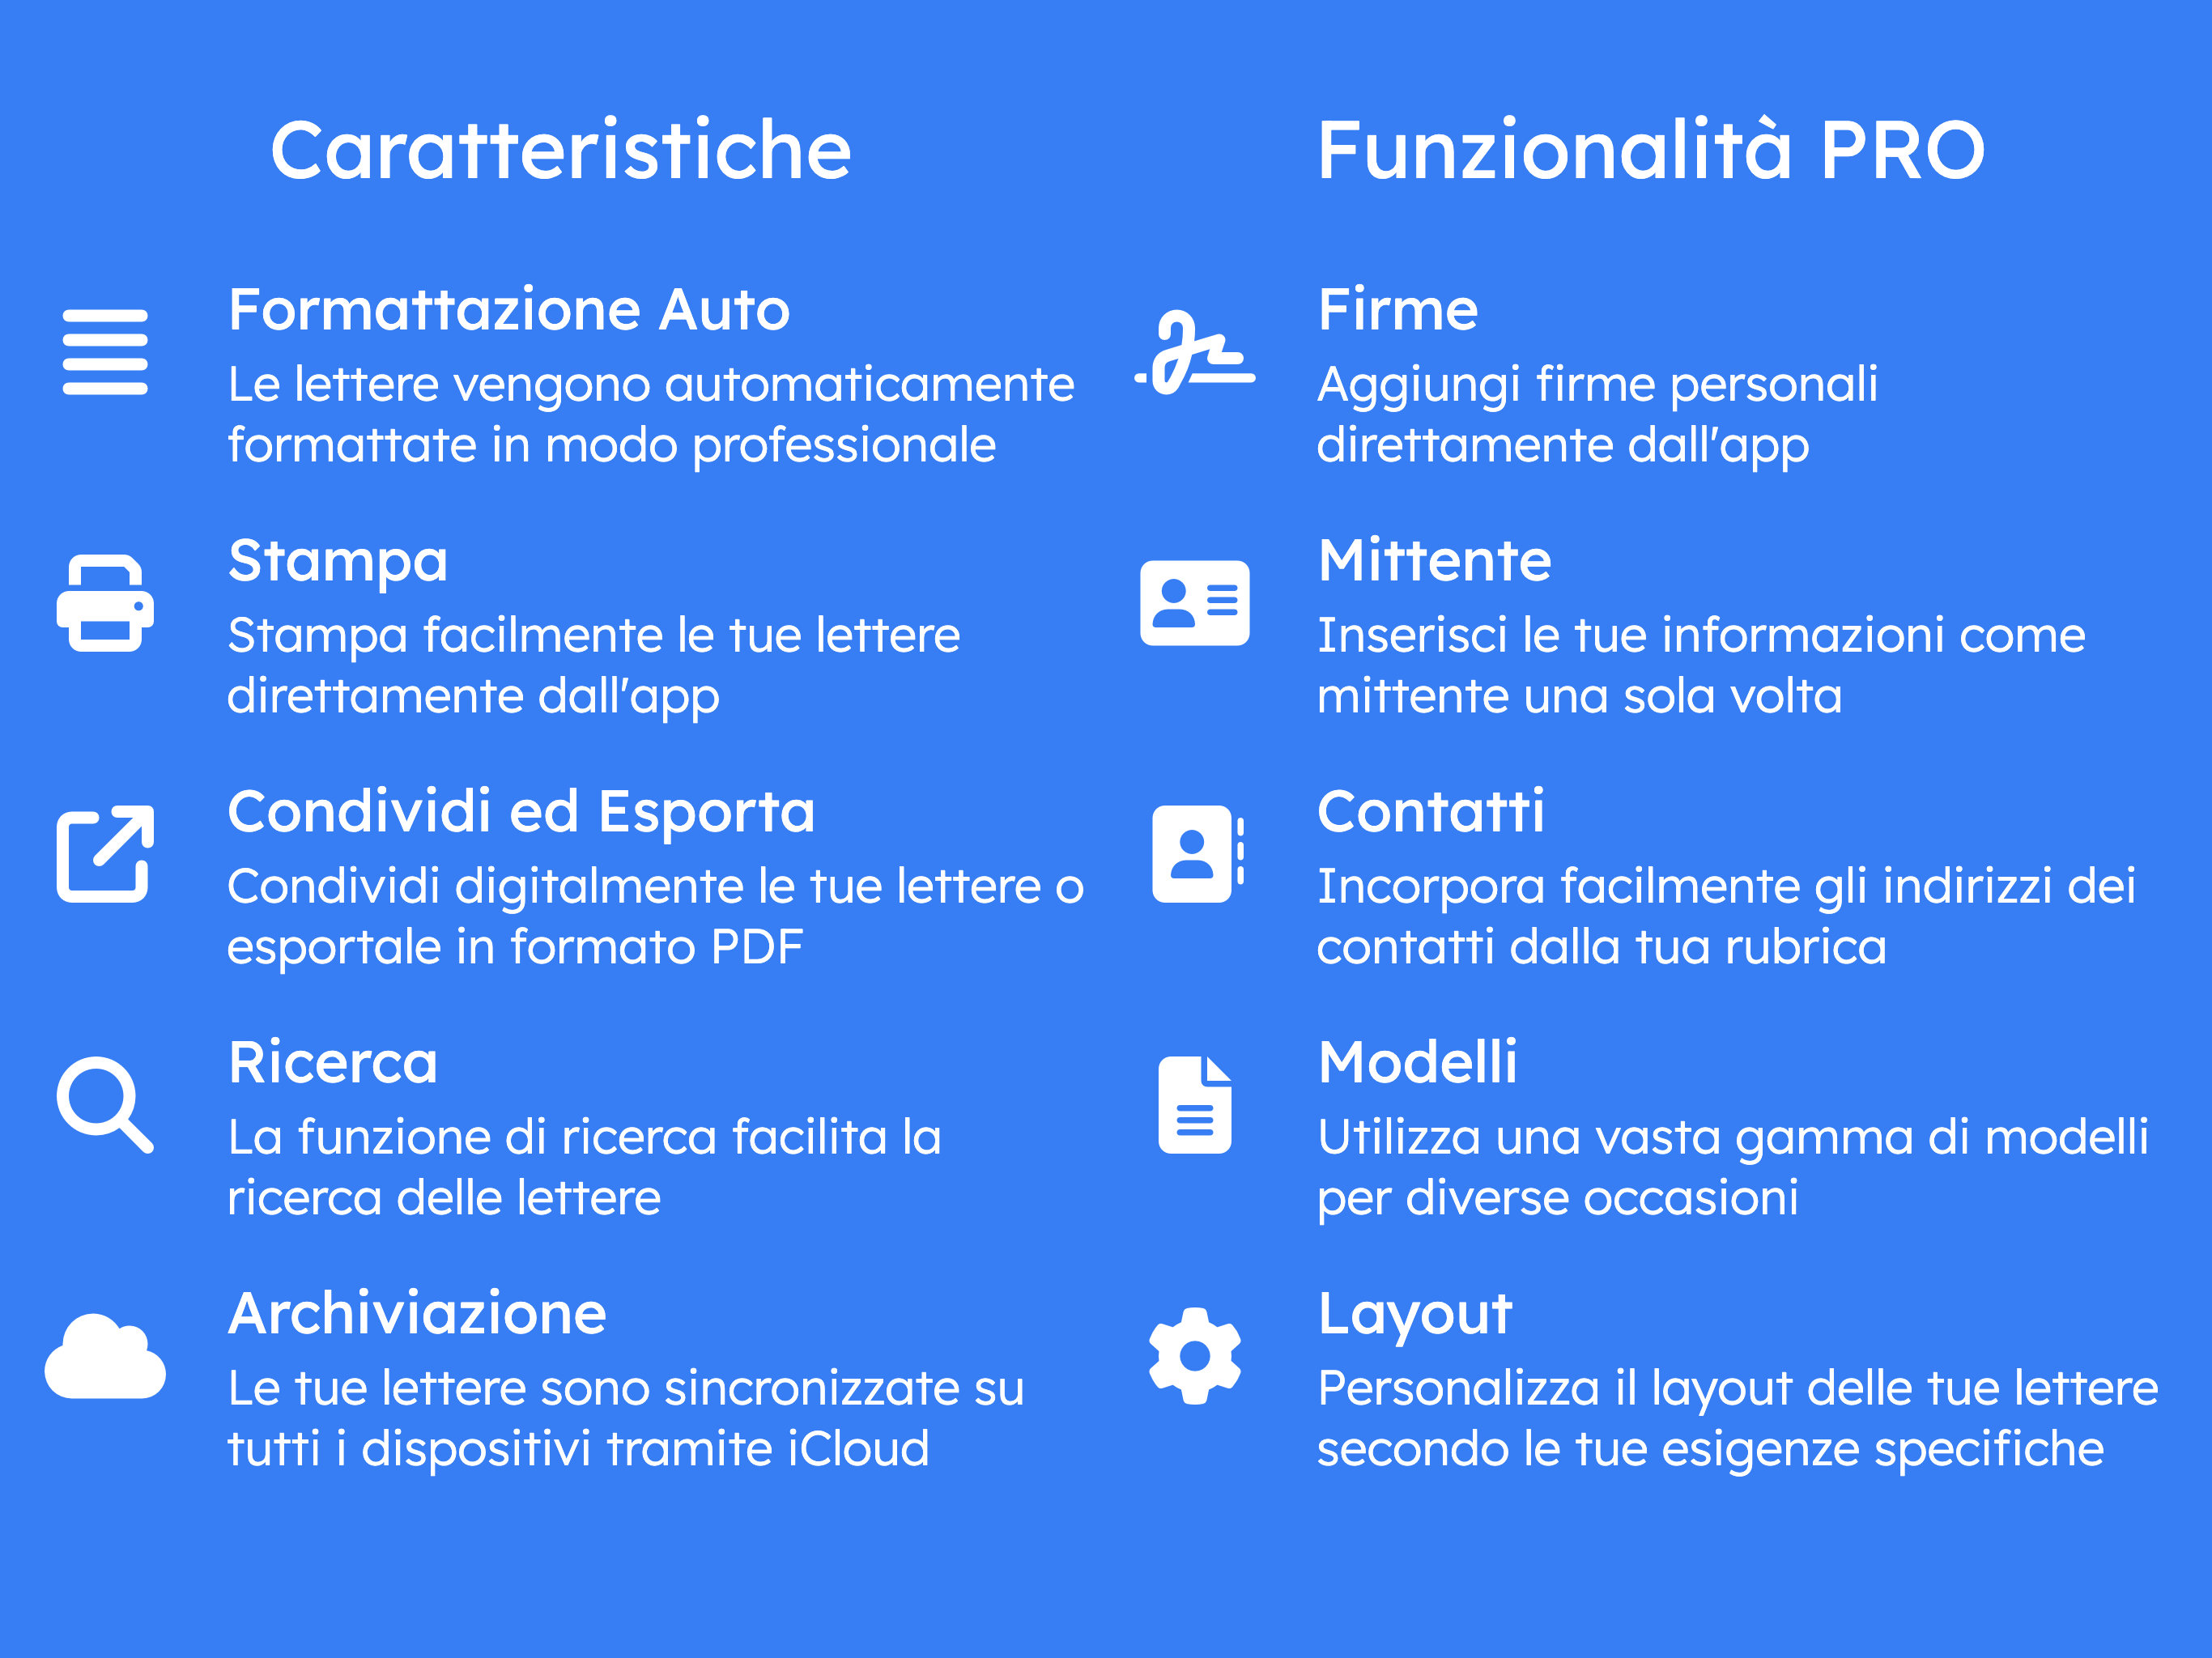 Caratteristiche
Formattazione Auto
Le lettere vengono automaticamente
formattate in modo professionale
Stampa
Stampa facilmente le tue lettere
direttamente dall'app
Condividi ed Esporta
Condividi digitalmente le tue lettere o
esportale in formato PDF
Ricerca
La funzione di ricerca facilita la
ricerca delle lettere
Archiviazione
Le tue lettere sono sincronizzate su
tutti i dispositivi tramite iCloud
Funzionalità PRO
Firme
Aggiungi firme personali
direttamente dall'app
Mittente
Inserisci le tue informazioni come
mittente una sola volta
Contatti
Incorpora facilmente gli indirizzi dei
contatti dalla tua rubrica
Modelli
Utilizza una vasta gamma di modelli
per diverse occasioni
Layout
Personalizza il layout delle tue lettere
secondo le tue esigenze specifiche